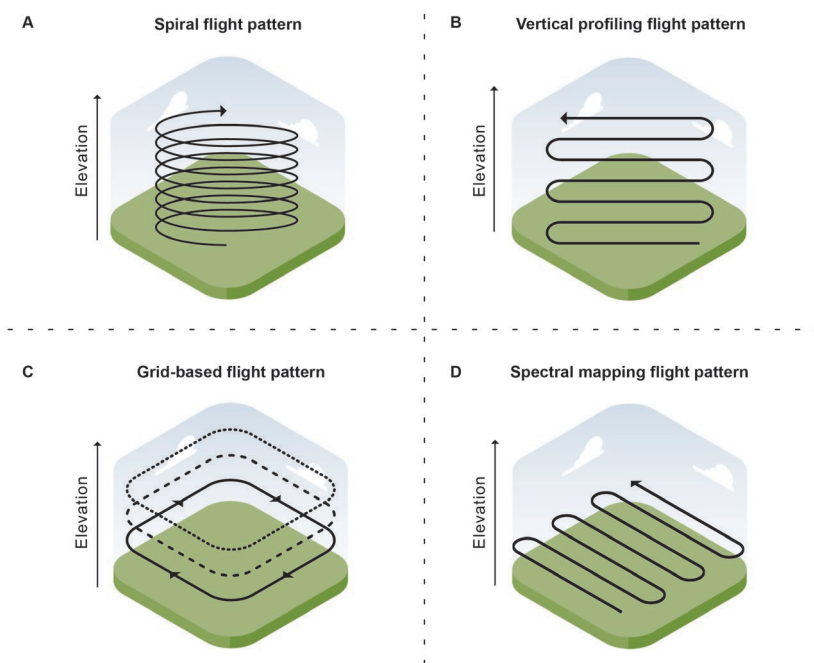 A
Spiral flight pattern
Elevation
B
Vertical profiling flight pattern
Elevation
C
Grid-based flight pattern
Elevation
D
Spectral mapping flight pattern
Elevation